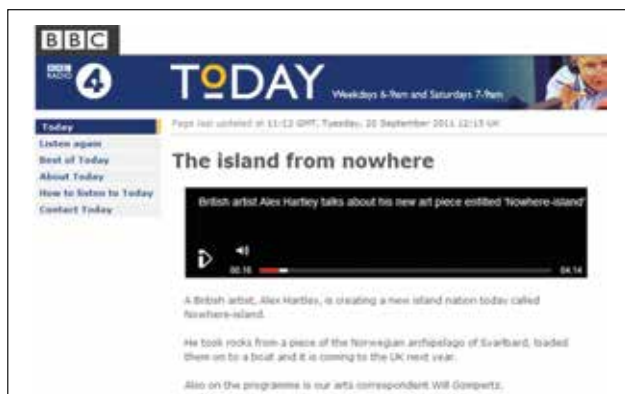 BBC
BBC
RADIO
4
TODAY
Weekdays 6-9am and Saturdays 7-9am
Today
Listen again
Best of Today
About Today
How to listen to Today
Contact Today
Page last updated at 11:12 GMT, Tuesday, 20 September 2011 12:13 UK
The island from nowhere
British artist Alex Hartley talks about his new art piece entitled 'Nowhere-island'
00.16
04.14
A British artist, Alex Hartley, is creating a new island nation today called
Nowhere-island.
He took rocks from a piece of the Norwegian archipelago of Svarlbard, loaded
them on to a boat and it is coming to the UK next year.
Also on the programme is our arts correspondent Will Gompertz.